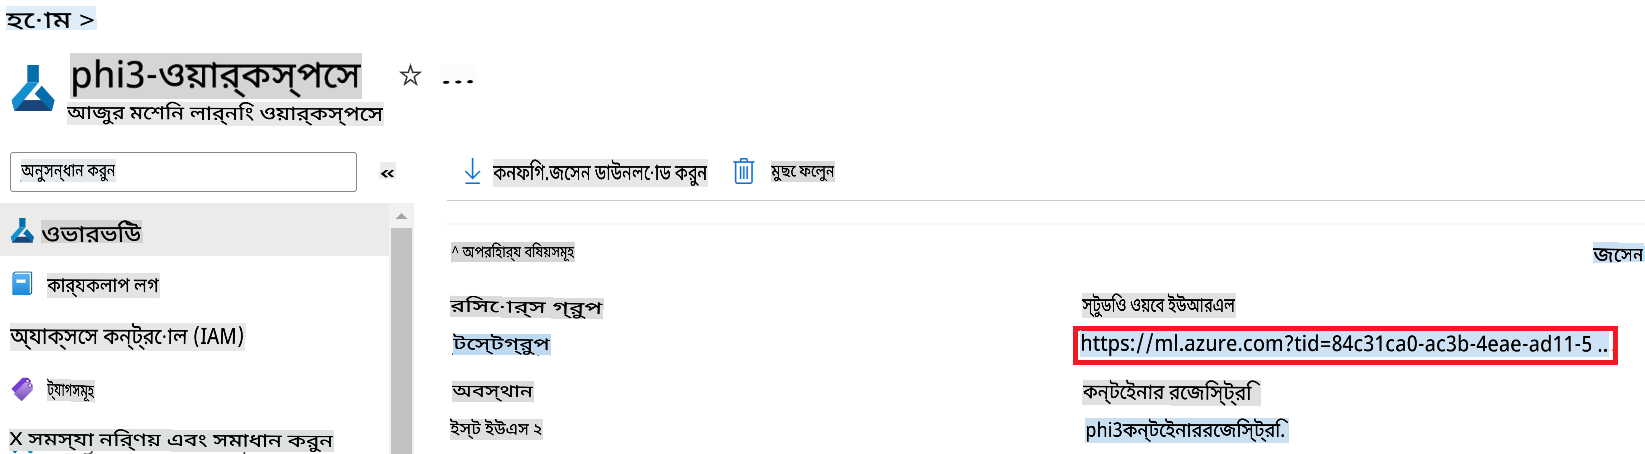 হোম >
phi3-ওয়ার্কস্পেস
আজুর মেশিন লার্নিং ওয়ার্কস্পেস
অনুসন্ধান করুন
«
কনফিগ.জেসন ডাউনলোড করুন
মুছে ফেলুন
ওভারভিউ
^ অপরিহার্য বিষয়সমূহ
জেসন
কার্যকলাপ লগ
রিসোর্স গ্রুপ
স্টুডিও ওয়েব ইউআরএল
অ্যাক্সেস কন্ট্রোল (IAM)
টেস্টগ্রুপ
https://ml.azure.com?tid=84c31ca0-ac3b-4eae-ad11-5 ..
ট্যাগসমূহ
অবস্থান
কন্টেইনার রেজিস্ট্রি
X সমস্যা নির্ণয় এবং সমাধান করুন
ইস্ট ইউএস ২
phi3কন্টেইনাররেজিস্ট্রি.